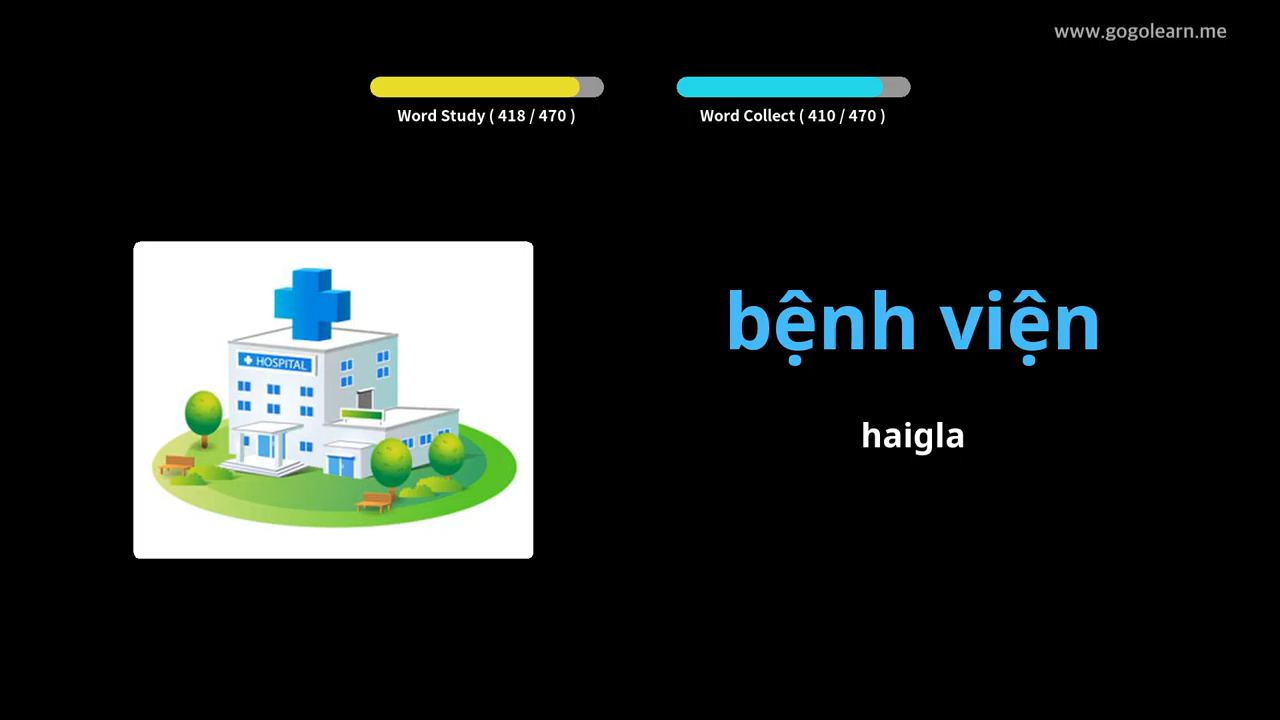 www.gogolearn.me
Word Study ( 418 / 470 )
Word Collect ( 410 / 470 )
HOSPITAL
bệnh viện
haigla